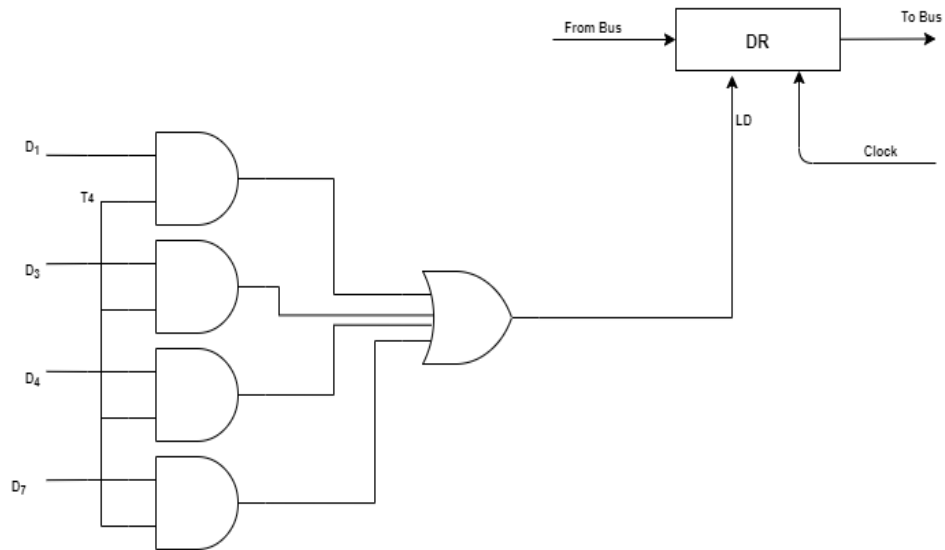 From Bus
To Bus
DR
LD
Clock
D₁
T4
D₃
D₄
D₇